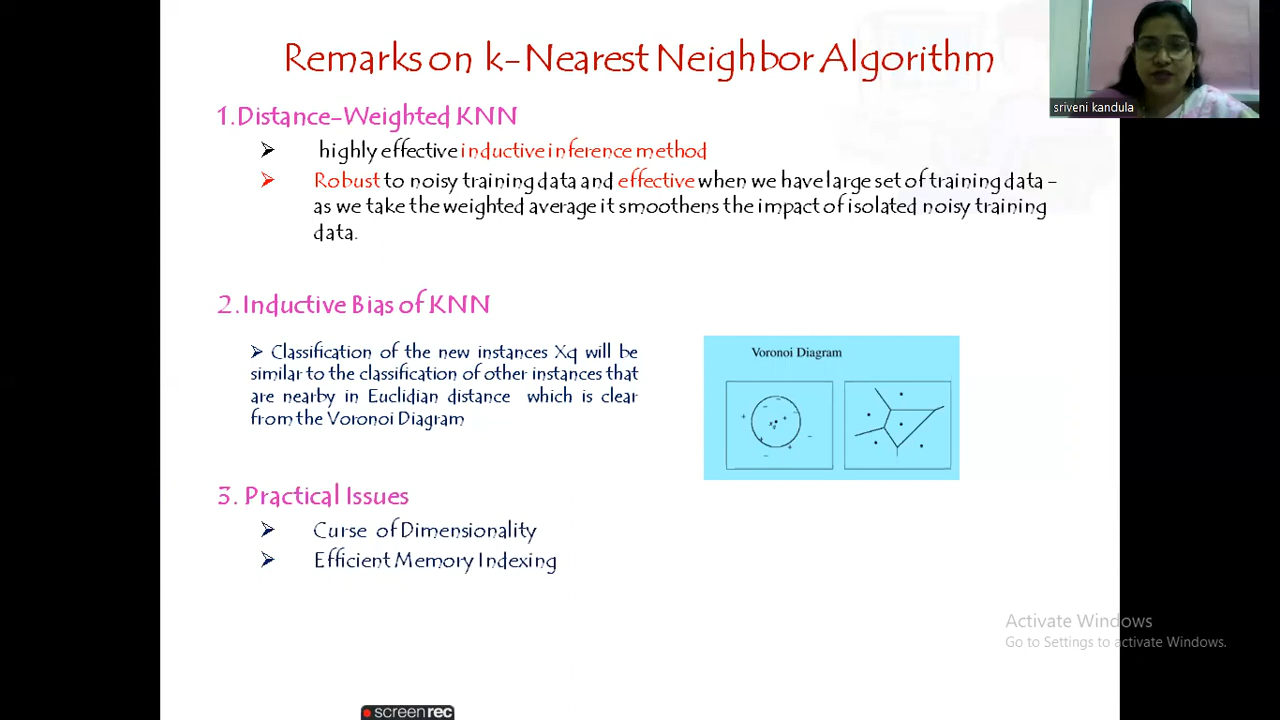 Remarks on k-Nearest Neighbor Algorithm
sriveni kandula
1.Distance-Weighted KNN
➤ highly effective inductive inference method
➤ Robust to noisy training data and effective when we have large set of training data –
as we take the weighted average it smoothens the impact of isolated noisy training
data.
2.Inductive Bias of KNN
➤ Classification of the new instances Xq will be
similar to the classification of other instances that
are nearby in Euclidian distance which is clear
from the Voronoi Diagram
Voronoi Diagram
3. Practical Issues
➤ Curse of Dimensionality
➤ Efficient Memory Indexing
Activate Windows
Go to Settings to activate Windows.
screenrec